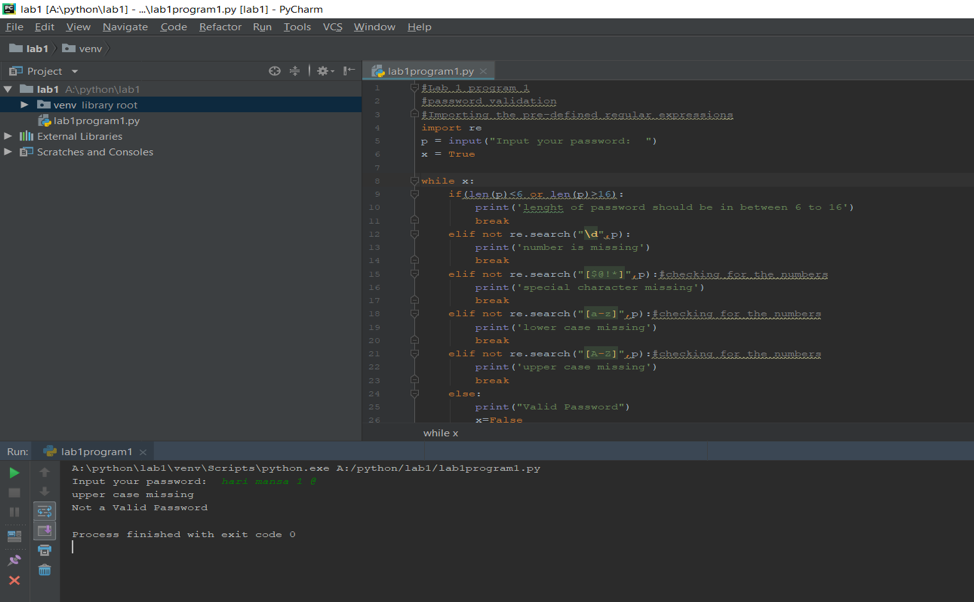 lab1 [A:\python\lab1] - ...\lab1program1.py [lab1] - PyCharm
File Edit View Navigate Code Refactor Run Tools VCS Window Help
lab1 venv
Project
lab1program1.py
lab1 A:\python\lab1
venv library root
lab1program1.py
External Libraries
Scratches and Consoles
1 #Lab 1 program 1
2 #password validation
3 #Importing the pre-defined regular expressions
4 import re
5 p = input("Input your password:  ")
6 x = True
7
8 while x:
9 if(len(p)<6 or len(p)>16):
10 print('lenght of password should be in between 6 to 16')
11 break
12 elif not re.search("\d",p):
13 print('number is missing')
14 break
15 elif not re.search("[$@!*]",p):#checking for the numbers
16 print('special character missing')
17 break
18 elif not re.search("[a-z]",p):#checking for the numbers
19 print('lower case missing')
20 break
21 elif not re.search("[A-Z]",p):#checking for the numbers
22 print('upper case missing')
23 break
24 else:
25 print("Valid Password")
26 x=False
while x
Run: lab1program1
A:\python\lab1\venv\Scripts\python.exe A:/python/lab1/lab1program1.py
Input your password:  hari mansa 1 @
upper case missing
Not a Valid Password
Process finished with exit code 0